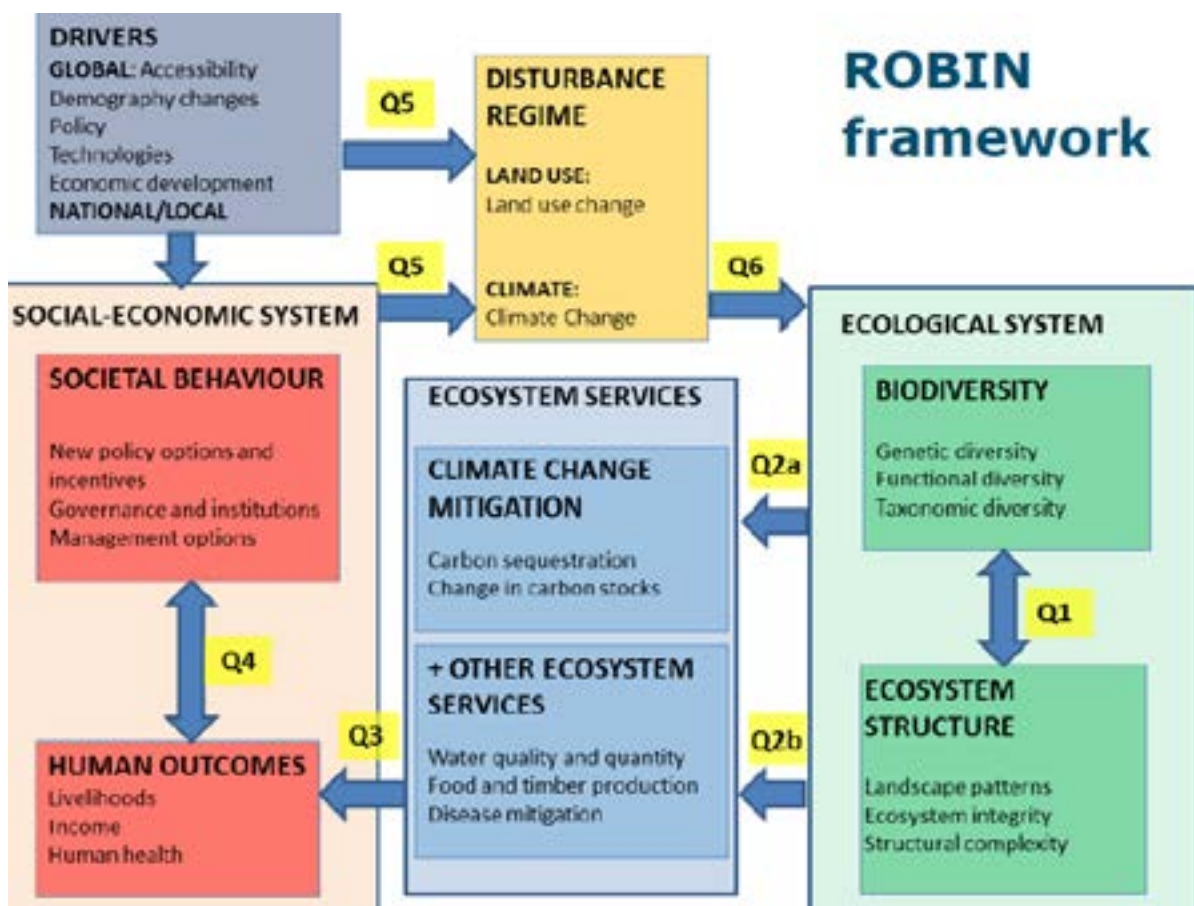 DRIVERS
GLOBAL: Accessibility
Demography changes
Policy
Technologies
Economic development
NATIONAL/LOCAL
Q5
DISTURBANCE
REGIME
LAND USE:
Land use change
CLIMATE:
Climate Change
ROBIN
framework
Q5
Q6
SOCIAL-ECONOMIC SYSTEM
SOCIETAL BEHAVIOUR
New policy options and
incentives
Governance and institutions
Management options
Q4
HUMAN OUTCOMES
Livelihoods
Income
Human health
Q3
ECOSYSTEM SERVICES
CLIMATE CHANGE
MITIGATION
Carbon sequestration
Change in carbon stocks
+ OTHER ECOSYSTEM
SERVICES
Water quality and quantity
Food and timber production
Disease mitigation
Q2a
Q2b
ECOLOGICAL SYSTEM
BIODIVERSITY
Genetic diversity
Functional diversity
Taxonomic diversity
Q1
ECOSYSTEM
STRUCTURE
Landscape patterns
Ecosystem integrity
Structural complexity